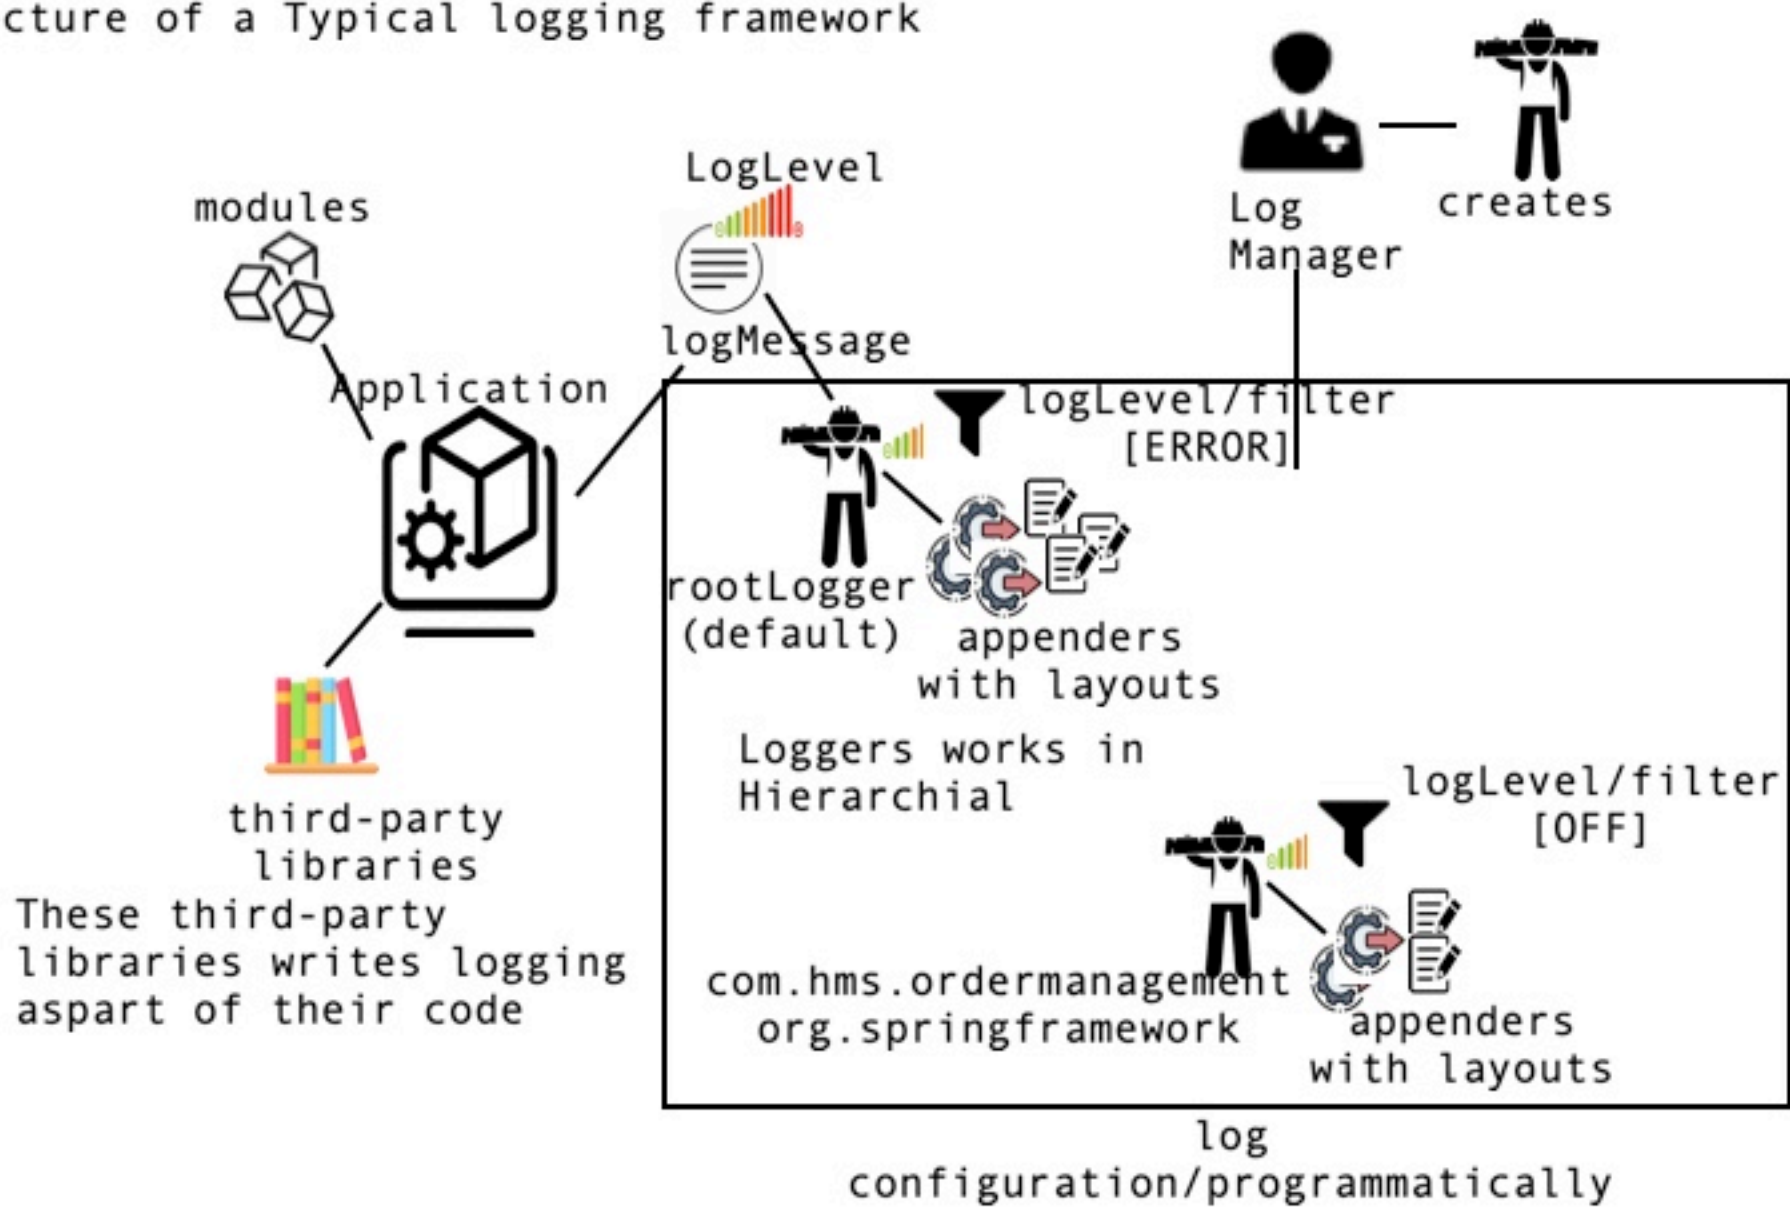 cture of a Typical logging framework
LogLevel
modules
Log
Manager
creates
logMessage
Application
logLevel/filter
[ERROR]
rootLogger
(default)
appenders
with layouts
Loggers works in
Hierarchial
logLevel/filter
[OFF]
third-party
libraries
These third-party
libraries writes logging
aspart of their code
com.hms.ordermanagement
org.springframework
appenders
with layouts
log
configuration/programmatically